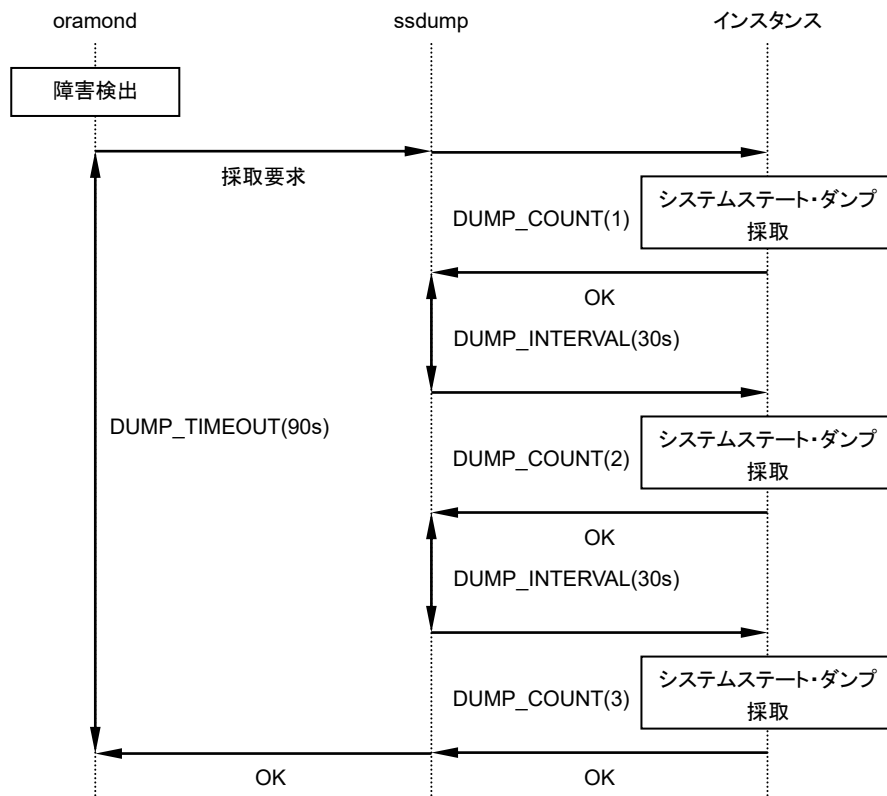 oramond ssdump インスタンス
障害検出
採取要求
システムステート・ダンプ
採取
DUMP_COUNT(1)
OK
DUMP_INTERVAL(30s)
DUMP_TIMEOUT(90s)
システムステート・ダンプ
採取
DUMP_COUNT(2)
OK
DUMP_INTERVAL(30s)
システムステート・ダンプ
採取
DUMP_COUNT(3)
OK OK